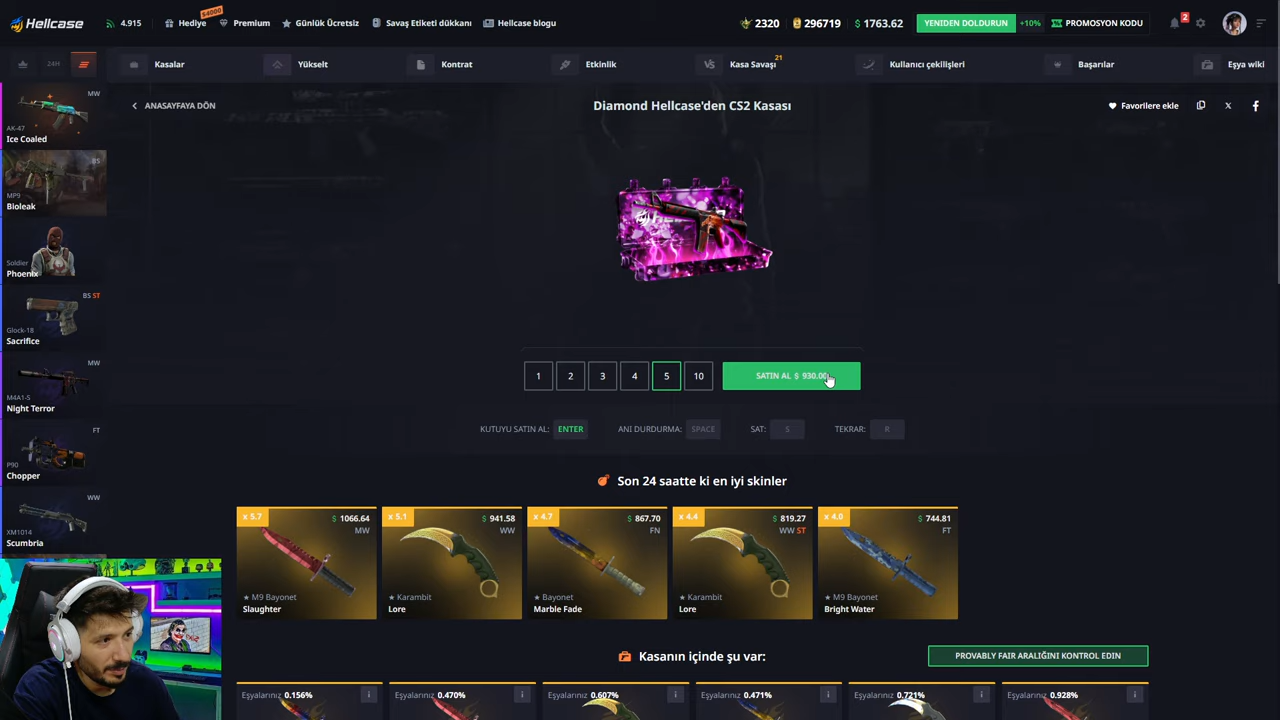 Hellcase
4.915
Hediye
$4000
Premium
Günlük Ücretsiz
Savaş Etiketi dükkanı
Hellcase blogu
2320
296719
$ 1763.62
YENİDEN DOLDURUN
+10%
PROMOSYON KODU
2
24H
Kasalar
Yükselt
Kontrat
Etkinlik
VS
Kasa Savaşı
21
Kullanıcı çekilişleri
Başarılar
Eşya wiki
ANASAYFAYA DÖN
Diamond Hellcase'den CS2 Kasası
Favorilere ekle
MW
AK-47
Ice Coaled
BS
MP9
Bioleak
Soldier
Phoenix
BS ST
Glock-18
Sacrifice
MW
M4A1-S
Night Terror
FT
P90
Chopper
WW
XM1014
Scumbria
1
2
3
4
5
10
SATIN AL $ 930.00
KUTUYU SATIN AL:
ENTER
ANI DURDURMA:
SPACE
SAT:
S
TEKRAR:
R
Son 24 saatte ki en iyi skinler
x 5.7
$ 1066.64
MW
★ M9 Bayonet
Slaughter
x 5.1
$ 941.58
WW
★ Karambit
Lore
x 4.7
$ 867.70
FN
★ Bayonet
Marble Fade
x 4.4
$ 819.27
WW ST
★ Karambit
Lore
x 4.0
$ 744.81
FT
★ M9 Bayonet
Bright Water
Kasanın içinde şu var:
PROVABLY FAIR ARALIĞINI KONTROL EDIN
Eşyalarınız 0.156%
Eşyalarınız 0.470%
Eşyalarınız 0.607%
Eşyalarınız 0.471%
Eşyalarınız 0.721%
Eşyalarınız 0.928%